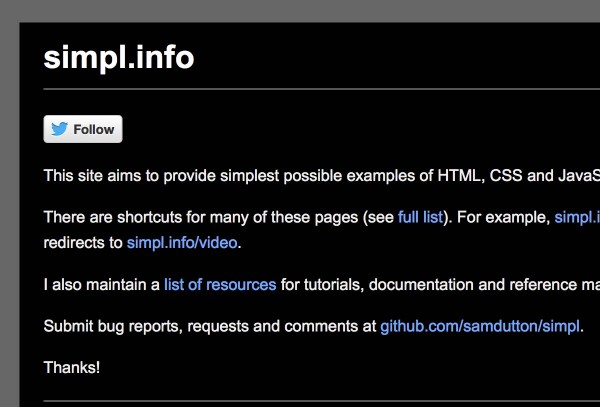 simpl.info
Follow
This site aims to provide simplest possible examples of HTML, CSS and JavaS
There are shortcuts for many of these pages (see full list). For example, simpl.i
redirects to simpl.info/video.
I also maintain a list of resources for tutorials, documentation and reference ma
Submit bug reports, requests and comments at github.com/samdutton/simpl.
Thanks!